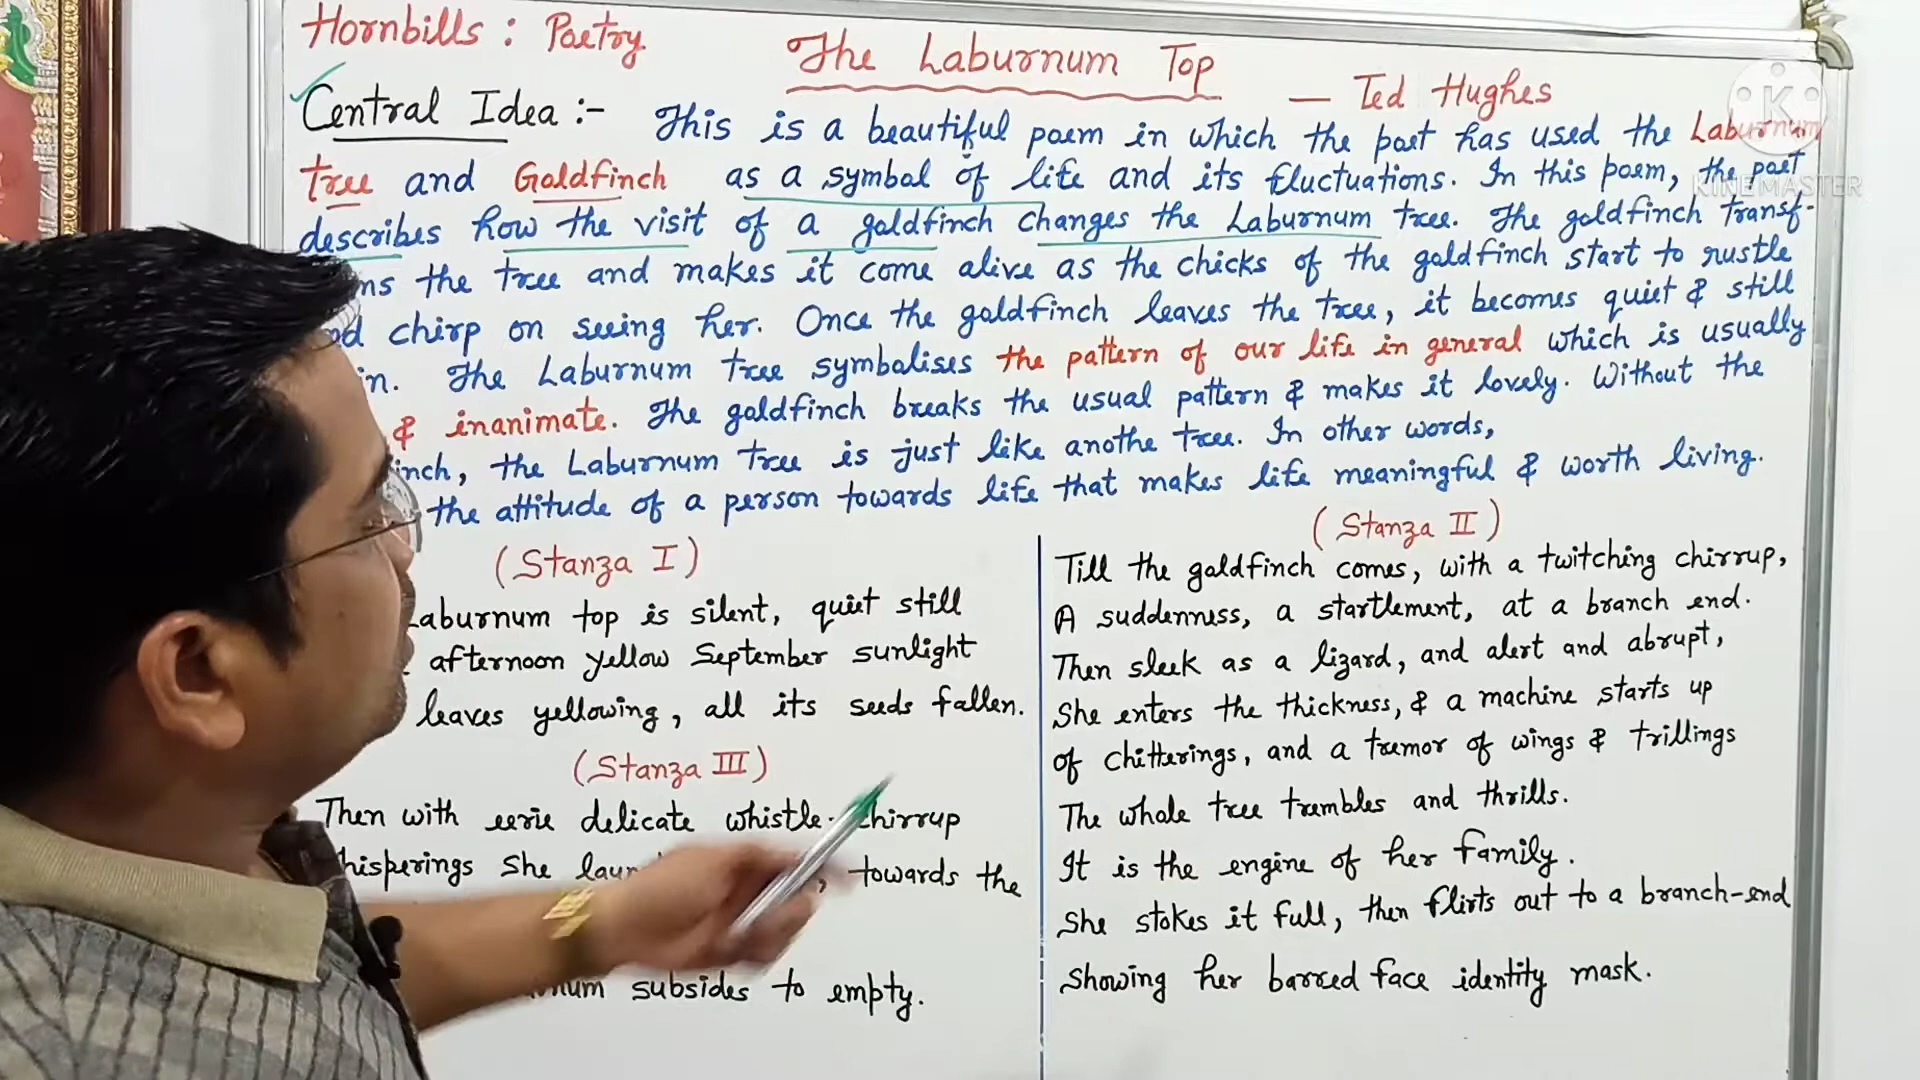 Hornbills : Poetry
The Laburnum Top
— Ted Hughes
Central Idea :- This is a beautiful poem in which the poet has used the Laburnum
tree and Goldfinch as a symbol of life and its fluctuations. In this poem, the poet
describes how the visit of a goldfinch changes the Laburnum tree. The goldfinch transf-
ms the tree and makes it come alive as the chicks of the goldfinch start to rustle
chirp on seeing her. Once the goldfinch leaves the tree, it becomes quiet & still
in. The Laburnum tree symbolises the pattern of our life in general which is usually
& inanimate. The goldfinch breaks the usual pattern & makes it lovely. Without the
inch, the Laburnum tree is just like anothe tree. In other words,
the attitude of a person towards life that makes life meaningful & worth living.
(Stanza I)
aburnum top is silent, quiet still
afternoon yellow September sunlight
leaves yellowing, all its seeds fallen.
(Stanza III)
Then with eerie delicate whistle-chirrup
hisperings She laun , towards the
num subsides to empty.
(Stanza II)
Till the goldfinch comes, with a twitching chirrup,
A suddenness, a startlement, at a branch end.
Then sleek as a lizard, and alert and abrupt,
She enters the thickness, & a machine starts up
of chitterings, and a tremor of wings & trillings
The whole tree trembles and thrills.
It is the engine of her family.
She stokes it full, then flirts out to a branch-end
Showing her barred face identity mask.
K
KINEMASTER